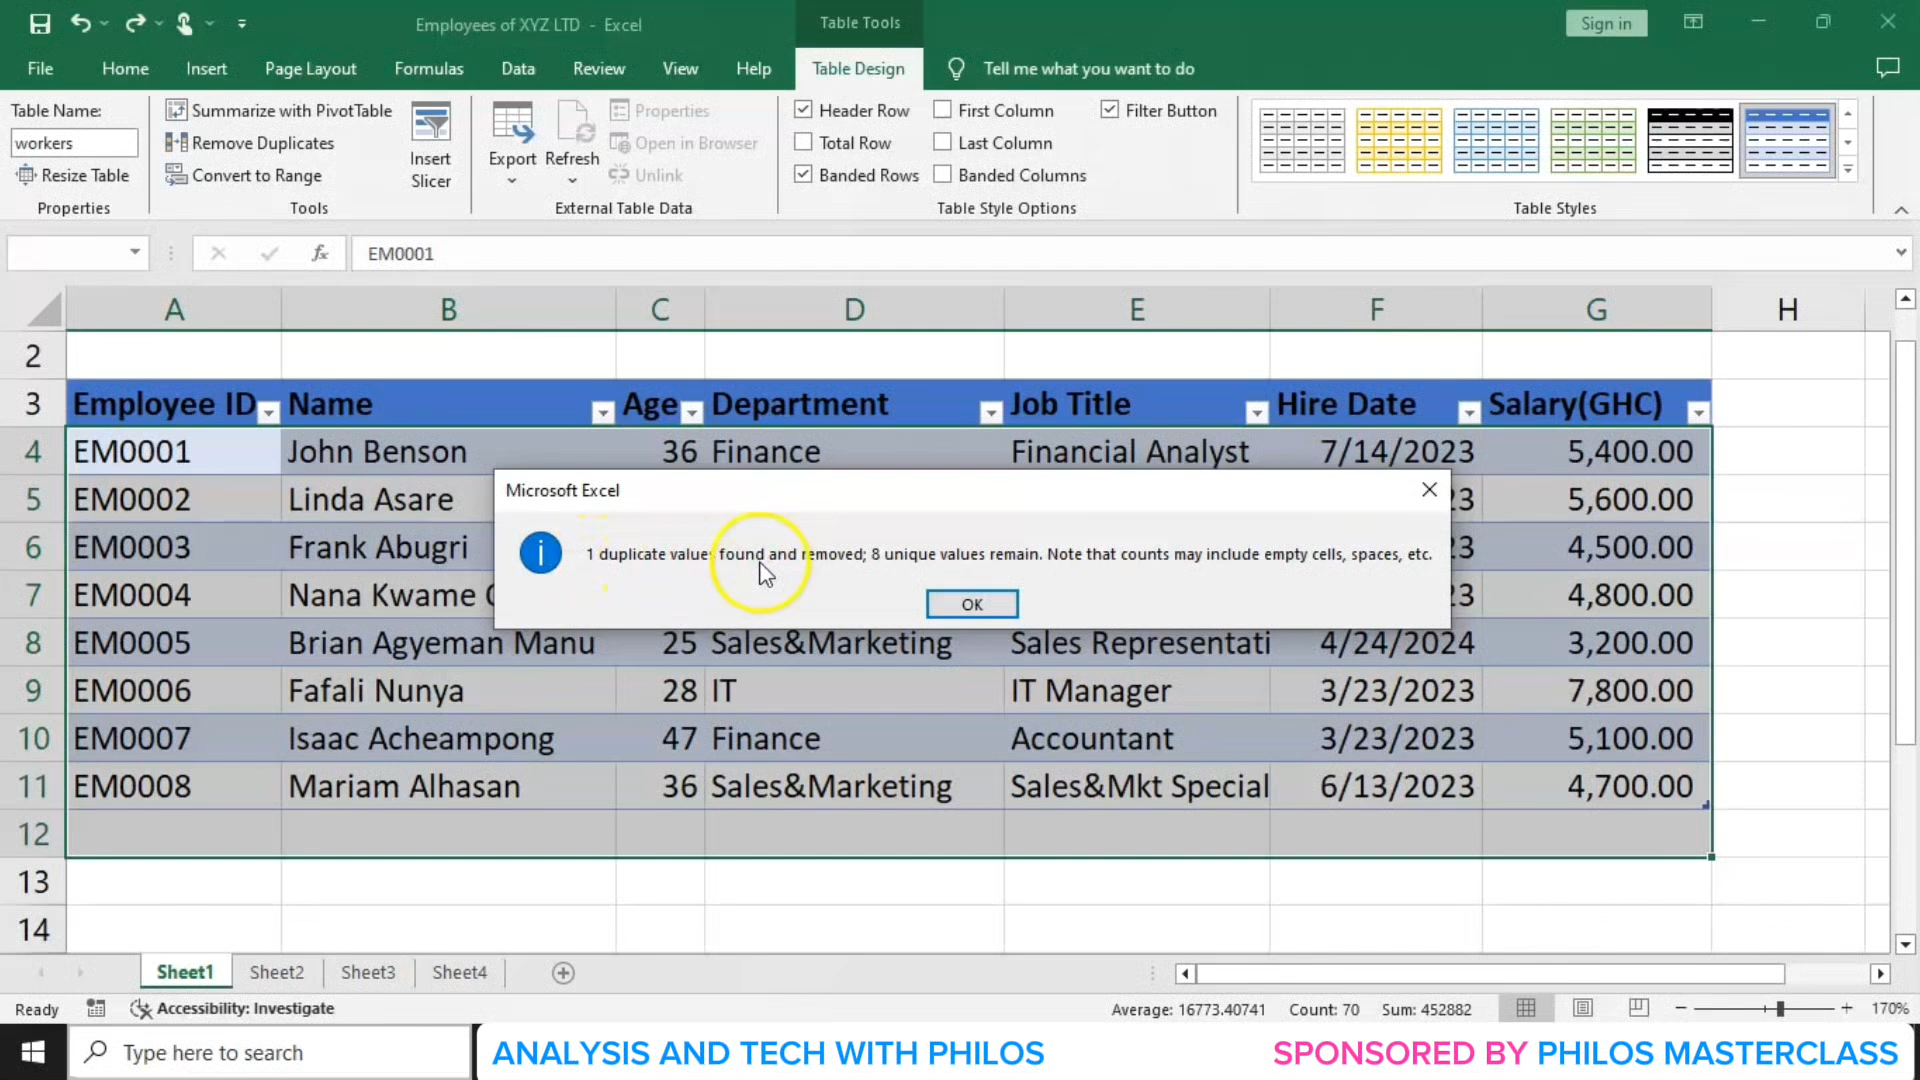 Employees of XYZ LTD - Excel
Table Tools
Sign in
File Home Insert Page Layout Formulas Data Review View Help Table Design Tell me what you want to do
Table Name:
workers
Resize Table
Properties
Summarize with PivotTable
Remove Duplicates
Convert to Range
Insert
Slicer
Tools
Export
Refresh
Properties
Open in Browser
Unlink
External Table Data
Header Row First Column Filter Button
Total Row Last Column
Banded Rows Banded Columns
Table Style Options
Table Styles
fx EM0001
A B C D E F G H
2
3 Employee ID Name Age Department Job Title Hire Date Salary(GHC)
4 EM0001 John Benson 36 Finance Financial Analyst 7/14/2023 5,400.00
5 EM0002 Linda Asare 3 5,600.00
6 EM0003 Frank Abugri 3 4,500.00
7 EM0004 Nana Kwame 3 4,800.00
Microsoft Excel
1 duplicate values found and removed; 8 unique values remain. Note that counts may include empty cells, spaces, etc.
OK
8 EM0005 Brian Agyeman Manu 25 Sales&Marketing Sales Representati 4/24/2024 3,200.00
9 EM0006 Fafali Nunya 28 IT IT Manager 3/23/2023 7,800.00
10 EM0007 Isaac Acheampong 47 Finance Accountant 3/23/2023 5,100.00
11 EM0008 Mariam Alhasan 36 Sales&Marketing Sales&Mkt Special 6/13/2023 4,700.00
12
13
14
Sheet1 Sheet2 Sheet3 Sheet4
Ready Accessibility: Investigate Average: 16773.40741 Count: 70 Sum: 452882 170%
Type here to search
ANALYSIS AND TECH WITH PHILOS SPONSORED BY PHILOS MASTERCLASS